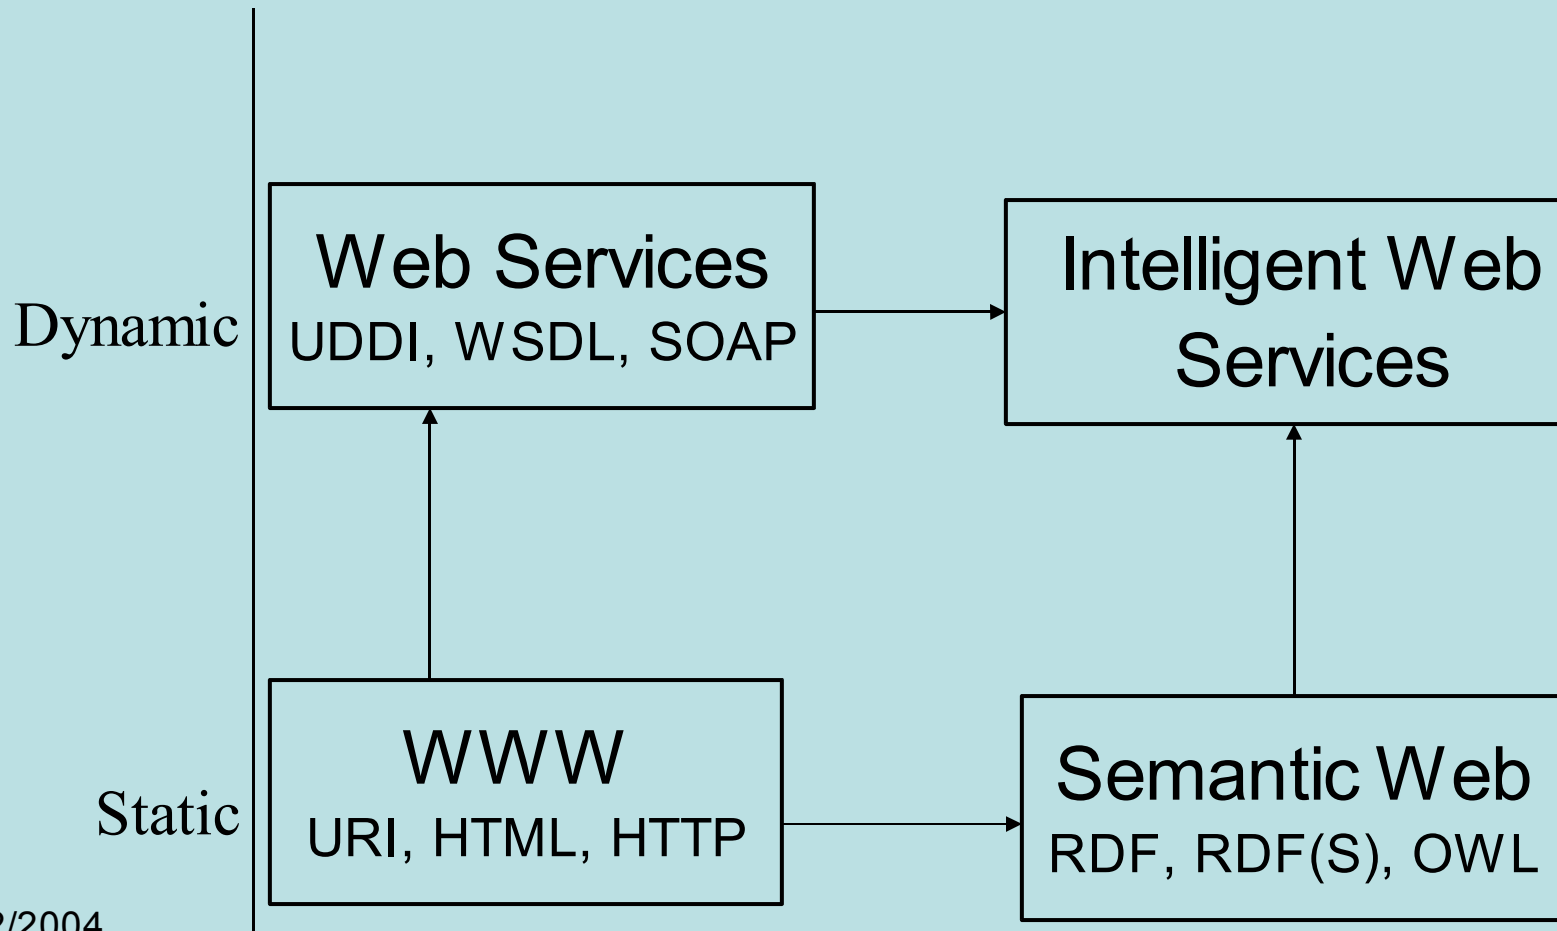 Web Services
UDDI, WSDL, SOAP
Intelligent Web
Services
Dynamic
WWW
URI, HTML, HTTP
Semantic Web
RDF, RDF(S), OWL
Static
/2004